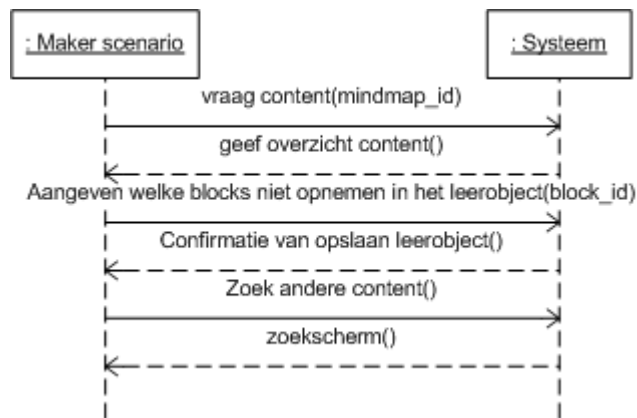 : Maker scenario
: Systeem
vraag content(mindmap_id)
geef overzicht content()
Aangeven welke blocks niet opnemen in het leerobject(block_id)
Confirmatie van opslaan leerobject()
Zoek andere content()
zoekscherm()